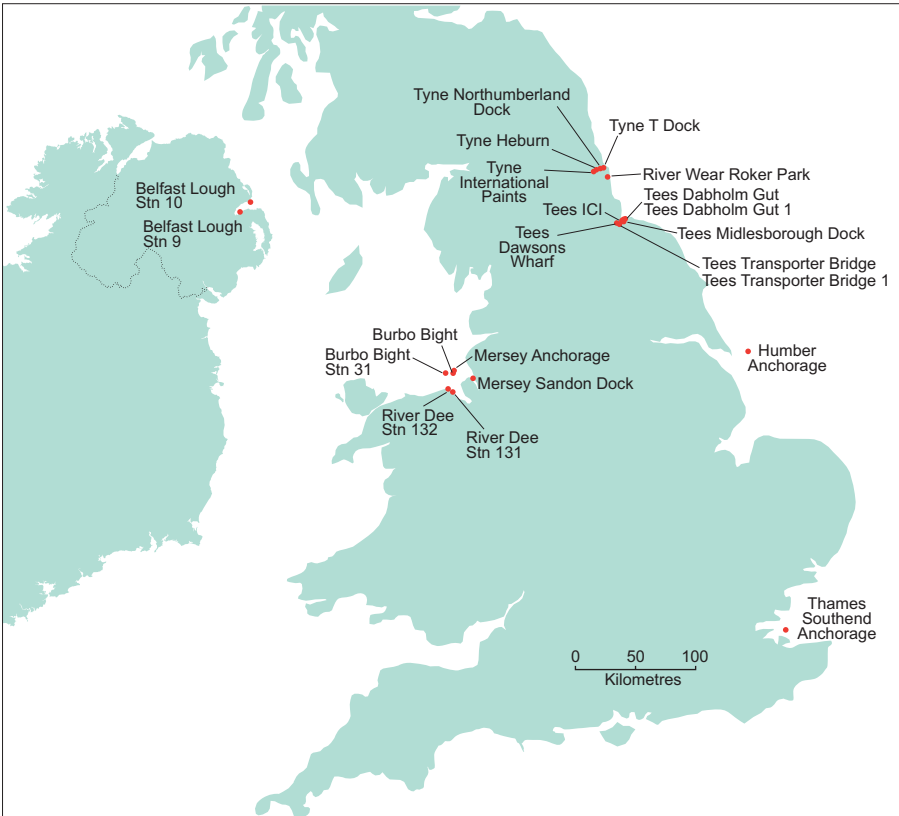 Tyne Northumberland
Dock
Tyne T Dock
Tyne Heburn
Tyne
International
Paints
River Wear Roker Park
Tees Dabholm Gut
Tees Dabholm Gut 1
Tees ICI
Tees Midlesborough Dock
Tees
Dawsons
Wharf
Tees Transporter Bridge
Tees Transporter Bridge 1
Belfast Lough
Stn 10
Belfast Lough
Stn 9
Burbo Bight
Burbo Bight
Stn 31
Mersey Anchorage
Mersey Sandon Dock
River Dee
Stn 132
River Dee
Stn 131
Humber
Anchorage
Thames
Southend
Anchorage
0 50 100
Kilometres